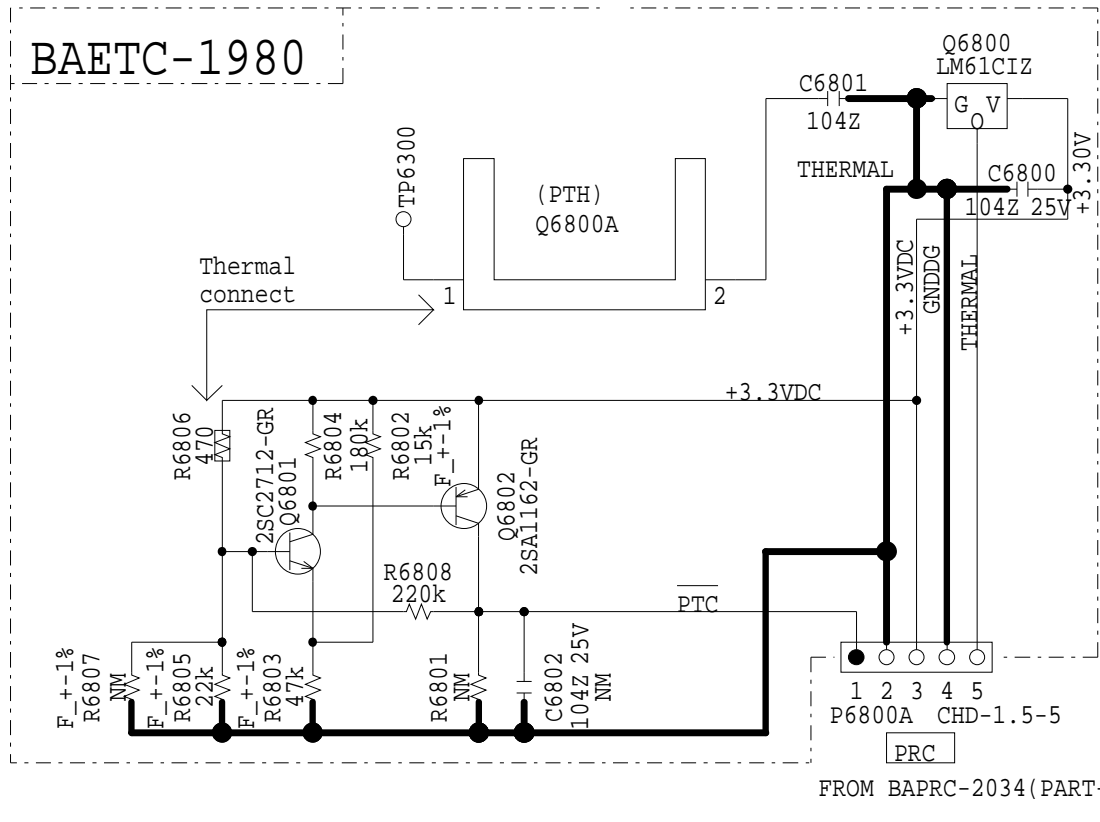 BAETC-1980
Q6800
LM61CIZ
C6801
G V
O
104Z
THERMAL
C6800
104Z 25V
+3.30V
TP6300
(PTH)
Q6800A
Thermal
connect
1
2
+3.3VDC
GNDDG
THERMAL
+3.3VDC
R6806
470
2SC2712-GR
Q6801
R6804
180k
R6802
15k
F_+-1%
Q6802
2SA1162-GR
R6808
220k
PTC
F_+-1%
R6807
NM
F_+-1%
R6805
22k
F_+-1%
R6803
47k
R6801
NM
C6802
104Z 25V
NM
1 2 3 4 5
P6800A CHD-1.5-5
PRC
FROM BAPRC-2034(PART-